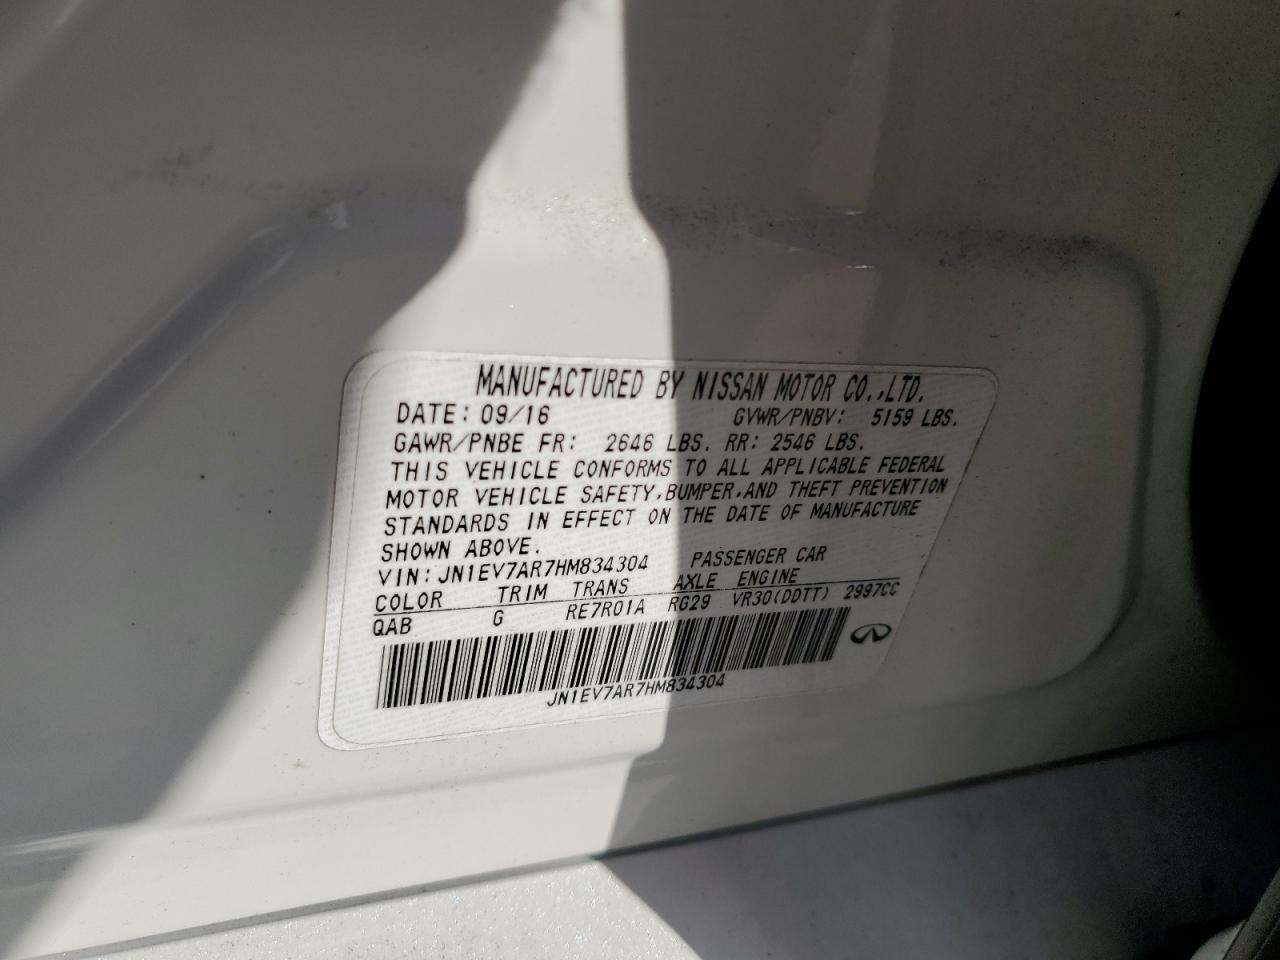 MANUFACTURED BY NISSAN MOTOR CO.,LTD.
DATE: 09/16 GVWR/PNBV: 5159 LBS.
GAWR/PNBE FR: 2646 LBS. RR: 2546 LBS.
THIS VEHICLE CONFORMS TO ALL APPLICABLE FEDERAL
MOTOR VEHICLE SAFETY,BUMPER,AND THEFT PREVENTION
STANDARDS IN EFFECT ON THE DATE OF MANUFACTURE
SHOWN ABOVE.
VIN: JN1EV7AR7HM834304 PASSENGER CAR
COLOR TRIM TRANS AXLE ENGINE
QAB G RE7R01A RG29 VR30(DDTT) 2997CC
JN1EV7AR7HM834304